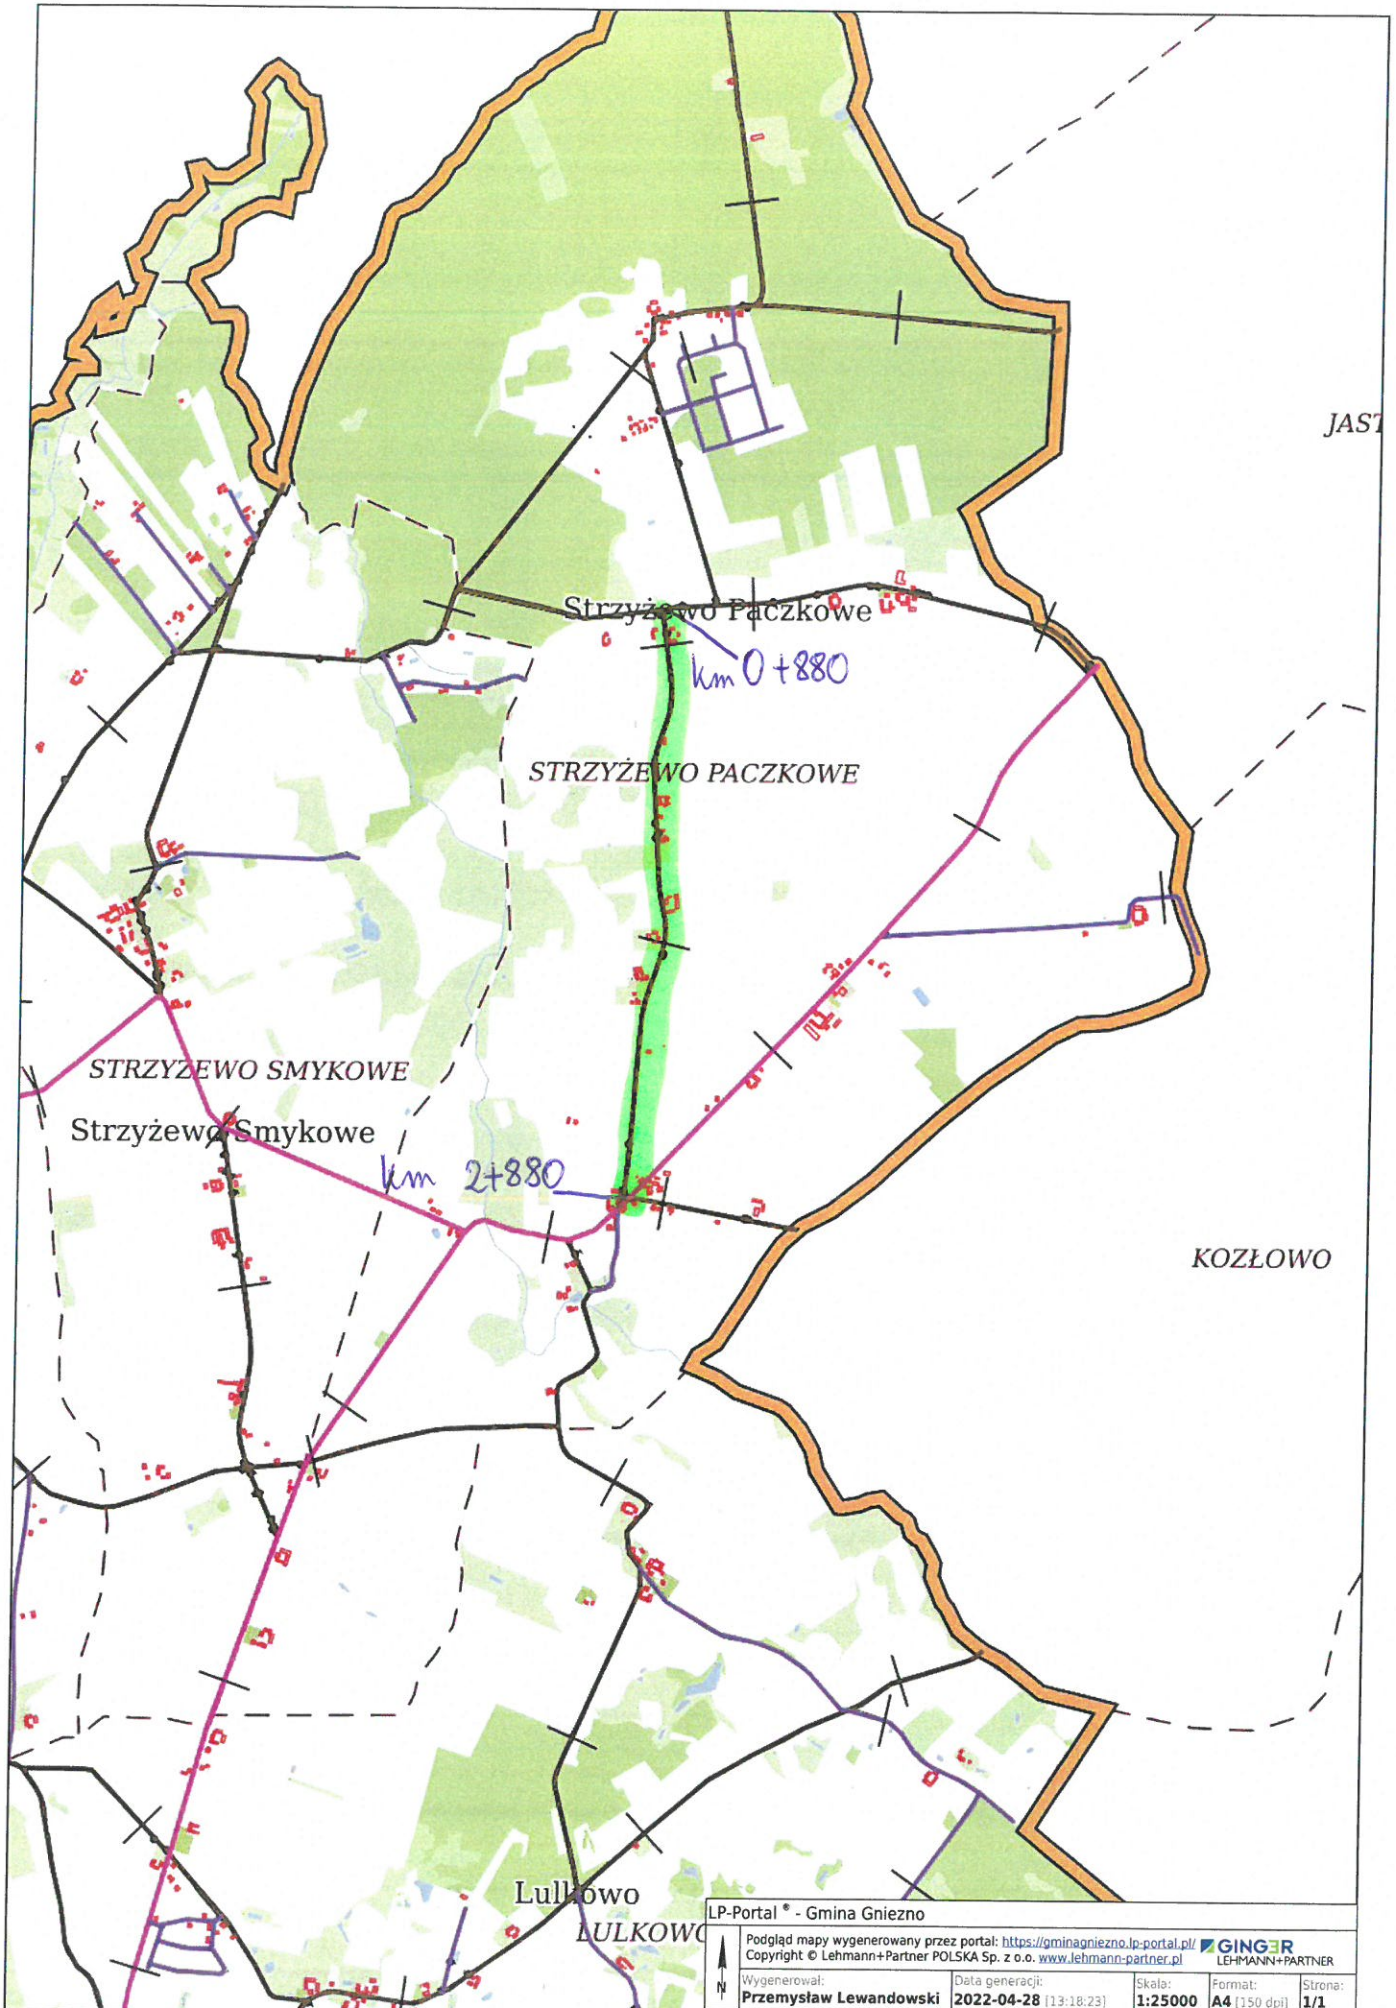 JAST
Strzyżewo Paczkowe
km 0+880
STRZYŻEWO PACZKOWE
STRZYŻEWO SMYKOWE
Strzyżewo Smykowe
km 2+880
KOZŁOWO
Lulkowo
LULKOWO
LP-Portal ® - Gmina Gniezno
Podgląd mapy wygenerowany przez portal: https://gminagniezno.lp-portal.pl/
Copyright © Lehmann+Partner POLSKA Sp. z o.o. www.lehmann-partner.pl
GINGER
LEHMANN+PARTNER
N
Wygenerował: Data generacji: Skala: Format: Strona:
Przemysław Lewandowski 2022-04-28 [13:18:23] 1:25000 A4 [150 dpi] 1/1